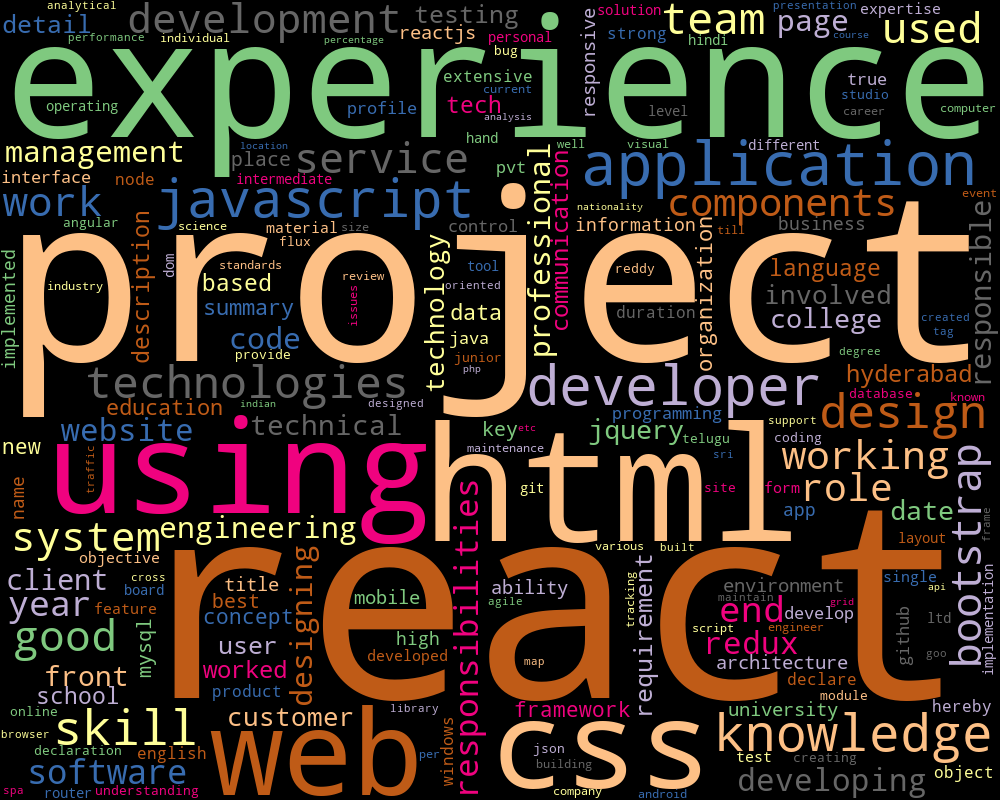 analytical
detail
development
testing
solution
team
presentation
expertise
page
used
performance
individual
percentage
reactjs
personal
bug
strong
hindi
responsive
experience
operating
profile
extensive
current
tech
analysis
level
true
studio
career
computer
management
location
place
service
hand
well
visual
different
pvt
interface
node
intermediate
application
work
javascript
nationality
components
event
angular
science
material
flux
size
control
communication
professional
information
till
business
responsible
implemented
description
dom
project
standards
based
review
issues
industry
summary
technology
tool
oriented
reddy
organization
language
involved
duration
college
created
tag
code
provide
data
java
junior
php
degree
technologies
developer
hyderabad
database
known
education
indian
designed
programming
design
website
technical
key
etc
jquery
telugu
support
coding
new
using
maintenance
html
sri
working
traffic
name
git
site
form
role
bootstrap
system
engineering
responsibilities
app
date
frame
objective
react
various
built
layout
client
cross
board
title
designing
mobile
ability
agile
tracking
requirement
environment
maintain
single
api
implementation
year
feature
best
concept
end
develop
grid
script
engineer
github
ltd
good
mysql
user
high
developed
redux
goo
front
worked
map
architecture
declare
school
product
module
hereby
online
library
customer
framework
university
browser
skill
web
windows
css
knowledge
declaration
english
per
json
building
test
creating
software
object
spa
router
understanding
company
android
developing